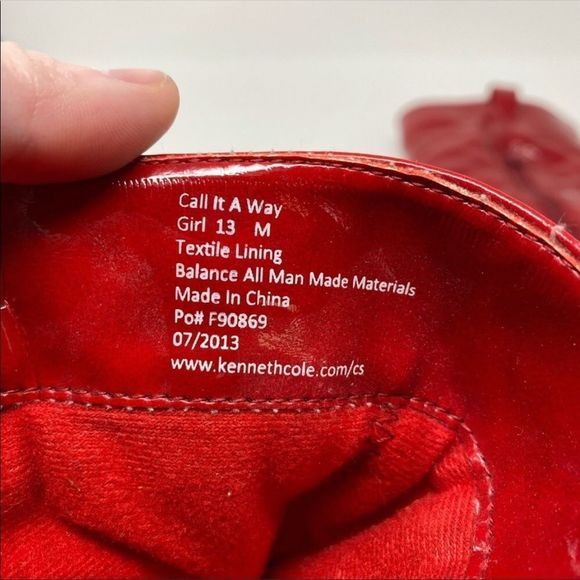 Call It A Way
Girl 13 M
Textile Lining
Balance All Man Made Materials
Made In China
Po# F90869
07/2013
www.kennethcole.com/cs